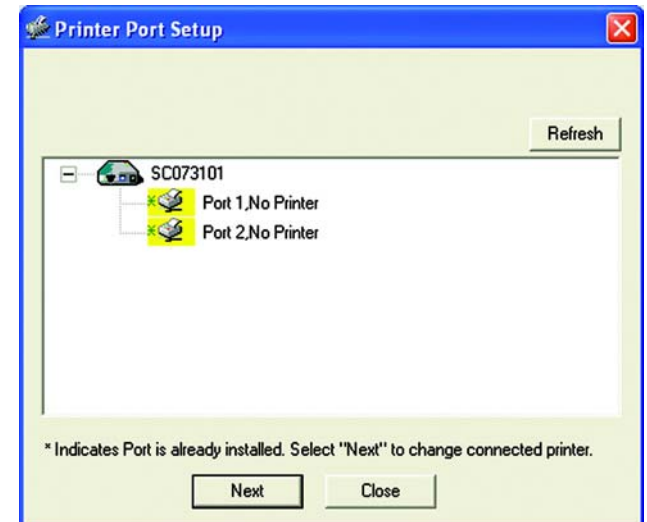 Printer Port Setup
Refresh
SC073101
* Port 1,No Printer
* Port 2,No Printer
* Indicates Port is already installed. Select "Next" to change connected printer.
Next Close